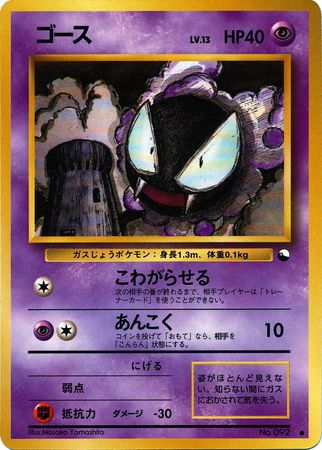 ゴース LV.13 HP40
ガスじょうポケモン：身長1.3m、体重0.1kg
こわがらせる
次の相手の番が終わるまで、相手プレイヤーは「トレ
ーナーカード」を使うことができない。
あんこく 10
コインを投げて「おもて」なら、相手を
「こんらん」状態にする。
にげる
弱点
抵抗力 ダメージ -30
姿がほとんど見えない、
さわぐ。知らない間にガス
におかされて気を失う。
Illus.Masako Yamashita
No.092